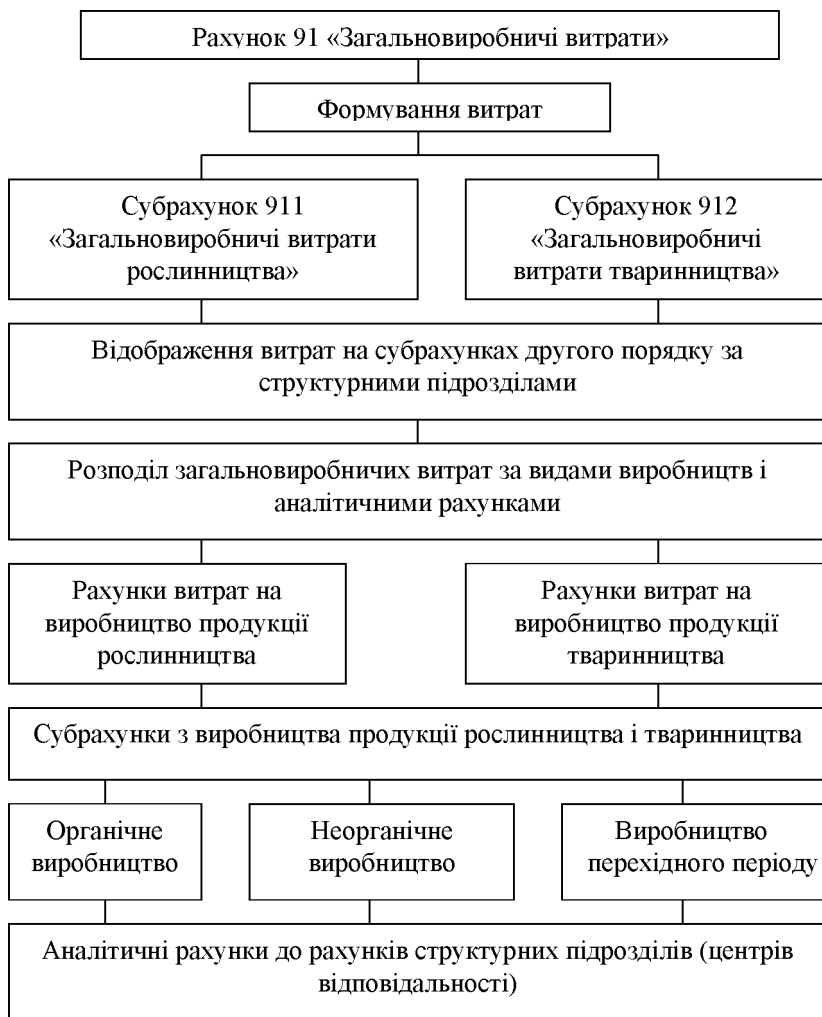 Рахунок 91 «Загальновиробничі витрати»
Формування витрат
Субрахунок 911
«Загальновиробничі витрати
рослинництва»
Субрахунок 912
«Загальновиробничі
витрати тваринництва»
Відображення витрат на субрахунках другого порядку за
структурними підрозділами
Розподіл загальновиробничих витрат за видами виробництв і
аналітичними рахунками
Рахунки витрат на
виробництво продукції
рослинництва
Рахунки витрат на
виробництво продукції
тваринництва
Субрахунки з виробництва продукції рослинництва і тваринництва
Органічне
виробництво
Неорганічне
виробництво
Виробництво
перехідного періоду
Аналітичні рахунки до рахунків структурних підрозділів (центрів
відповідальності)